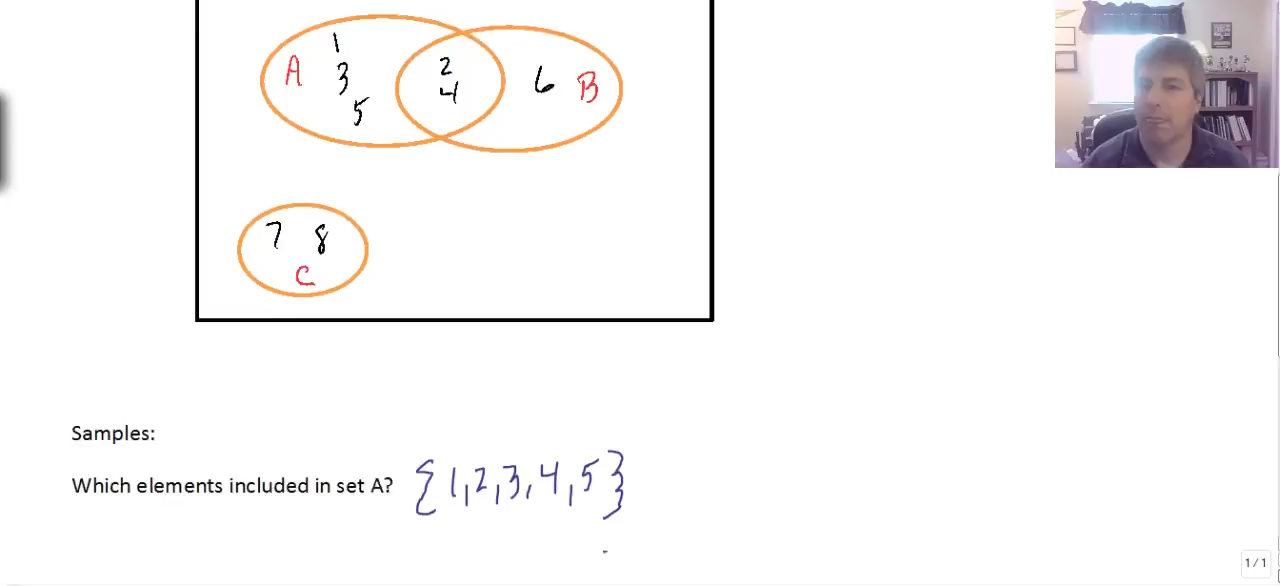 1
A 3 2 6 B
5 4
7 8
C
Samples:
Which elements included in set A? {1,2,3,4,5}
1/1